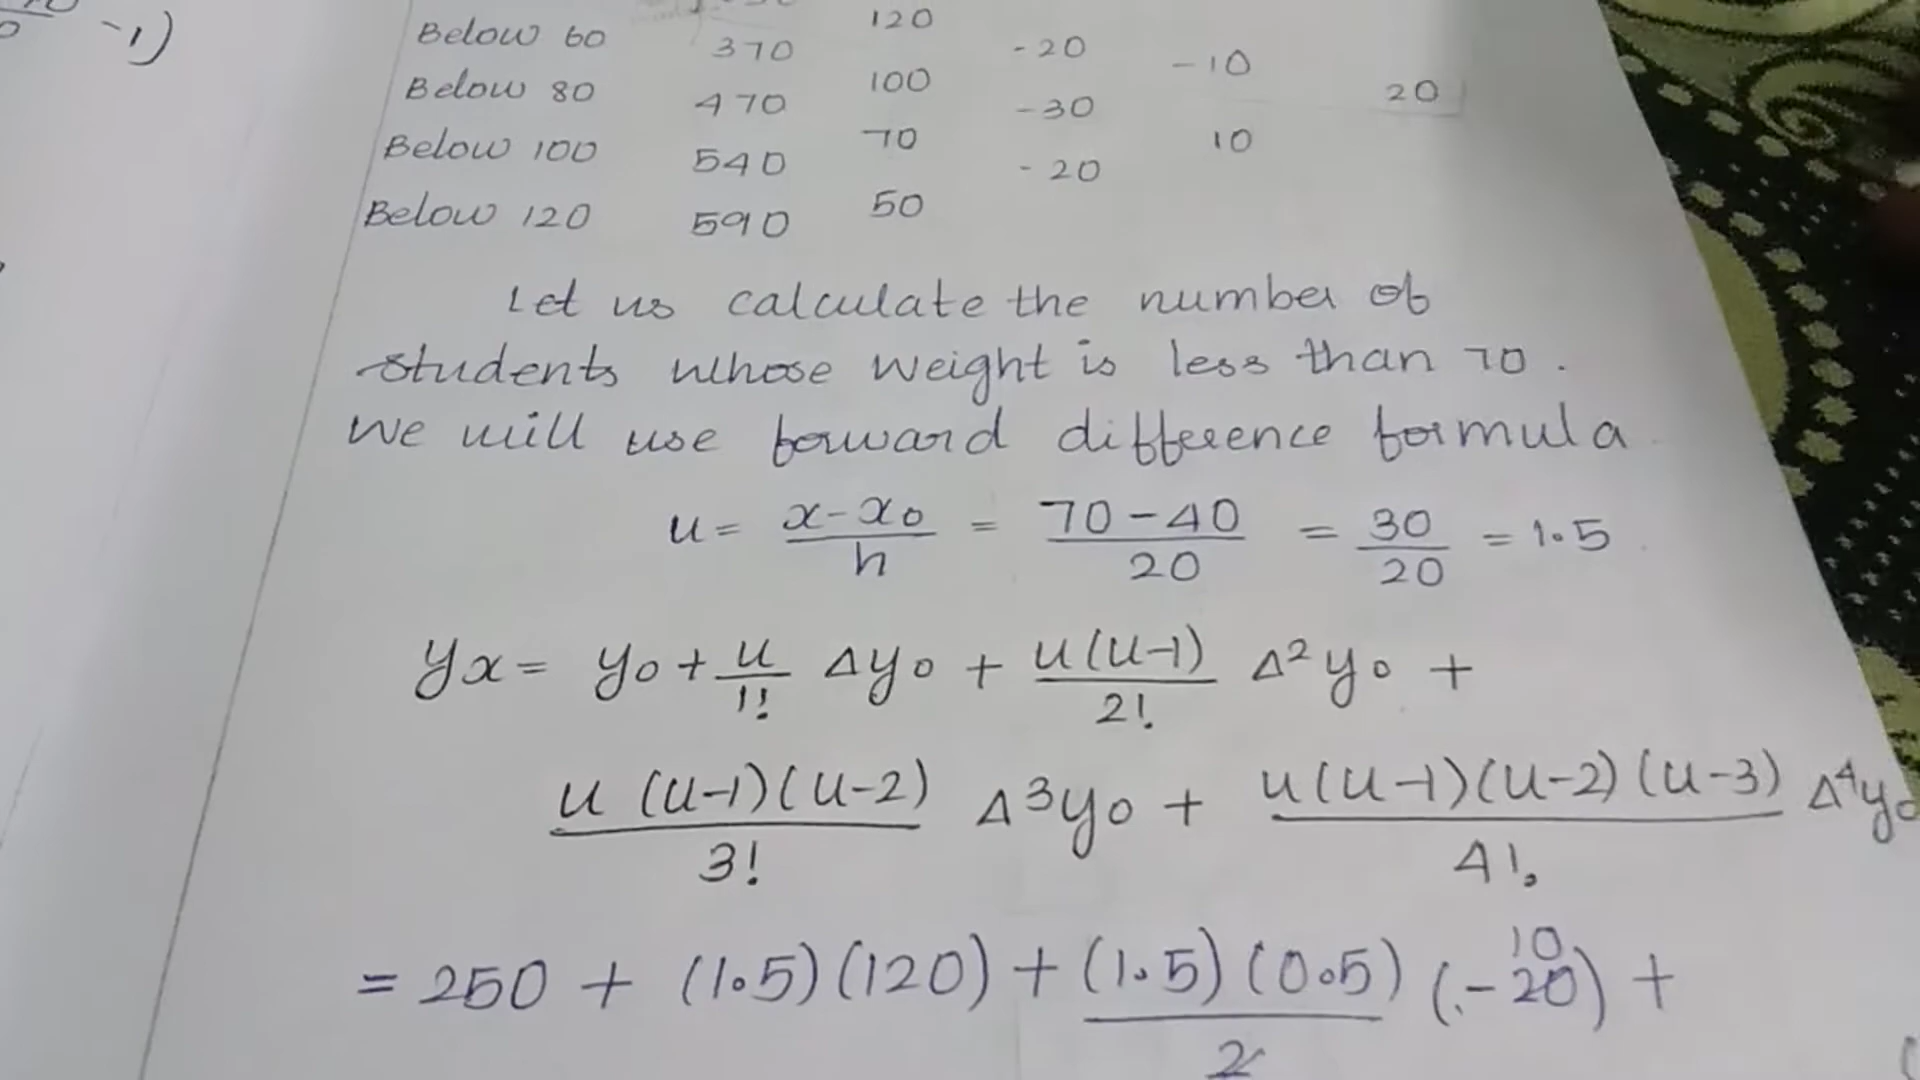 -1)
120
Below 60 370 -20 -10
Below 80 470 100 -30 20
Below 100 540 70 -20 10
Below 120 590 50
Let us calculate the number of
students whose weight is less than 70.
We will use forward difference formula
u = x-x0/h = 70-40/20 = 30/20 = 1.5
yx = y0 + u/1! Δy0 + u(u-1)/2! Δ²y0 +
u(u-1)(u-2)/3! Δ³y0 + u(u-1)(u-2)(u-3)/4! Δ⁴y0
= 250 + (1.5)(120) + (1.5)(0.5)/2 (-20) + 10